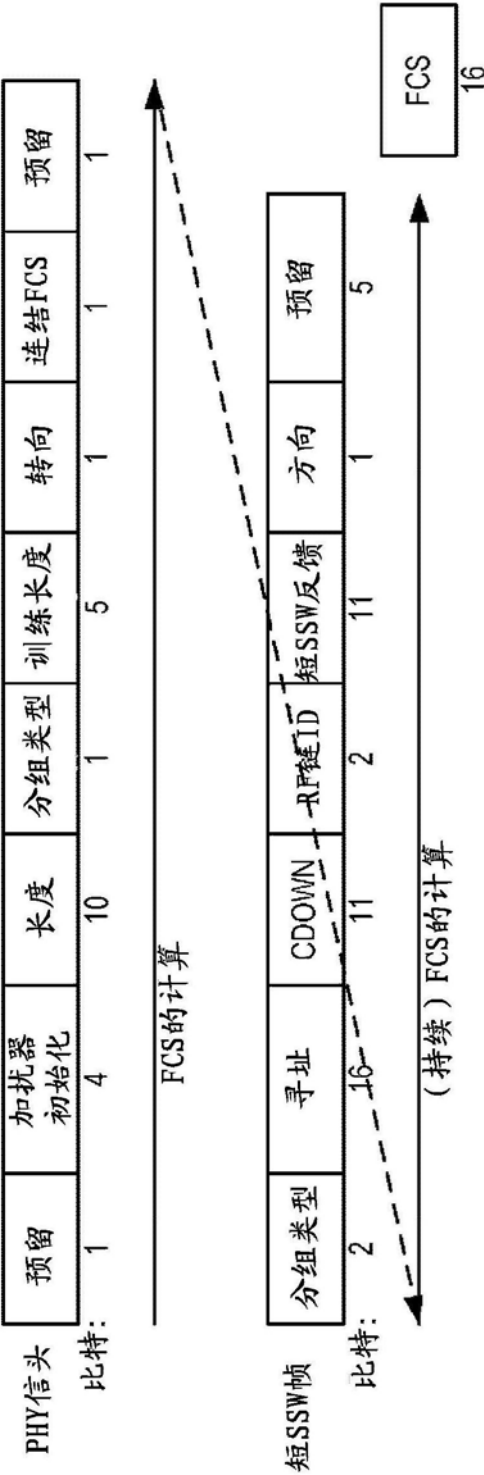 PHY信头
预留
加扰器
初始化
长度
分组类型
训练长度
转向
连结FCS
预留
比特:
1
4
10
1
5
1
1
1
FCS的计算
短SSW帧
分组类型
寻址
CDOWN
RF链ID
短SSW反馈
方向
预留
FCS
比特:
2
16
11
2
11
1
5
16
(持续)FCS的计算